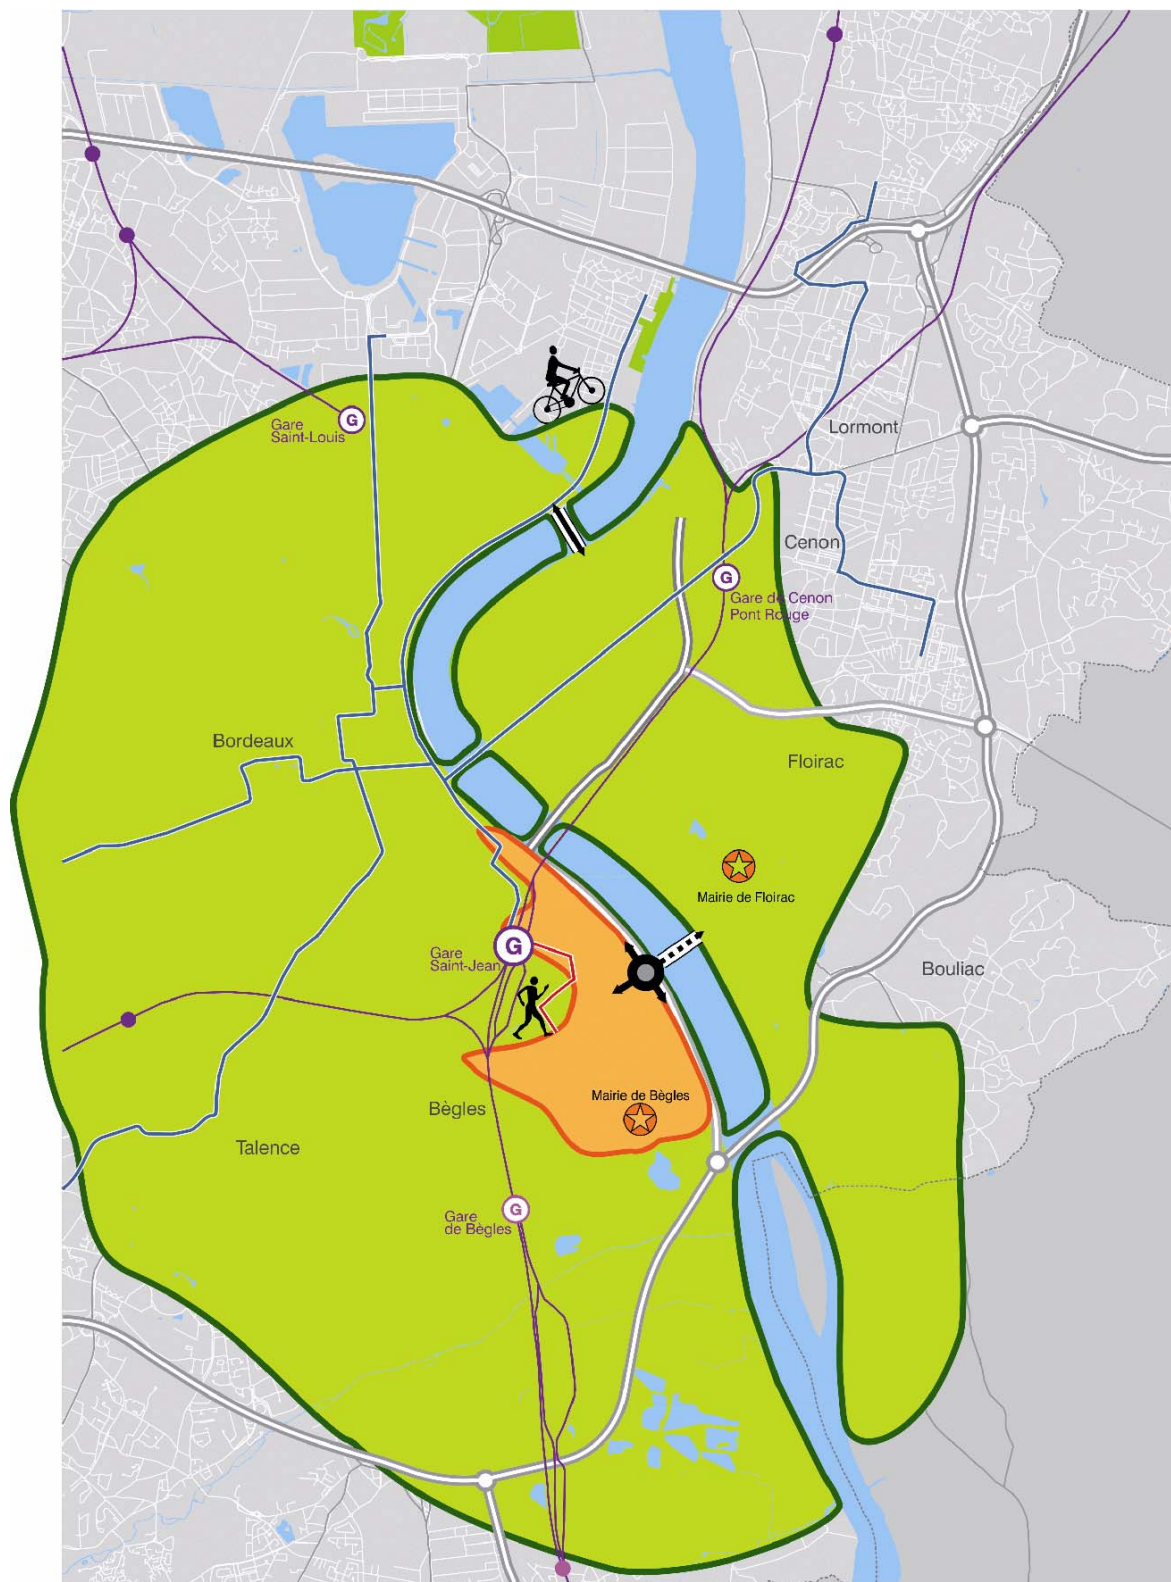 G
Gare
Saint-Louis
Lormont
Cenon
G
Gare de Cenon
Pont Rouge
Bordeaux
Floirac
Mairie de Floirac
G
Gare
Saint-Jean
Bouliac
Mairie de Bègles
Bègles
Talence
G
Gare
de Bègles